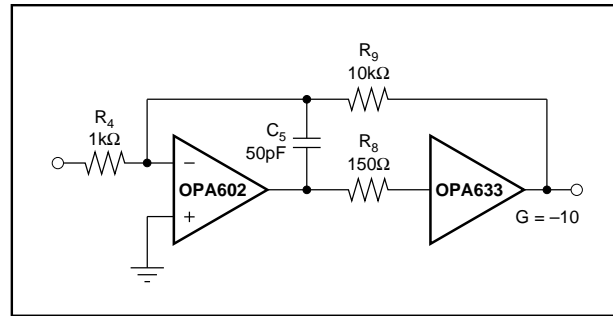 R9
10kΩ
R4
1kΩ
C5
50pF
R8
150Ω
−
OPA602
+
OPA633
G = –10